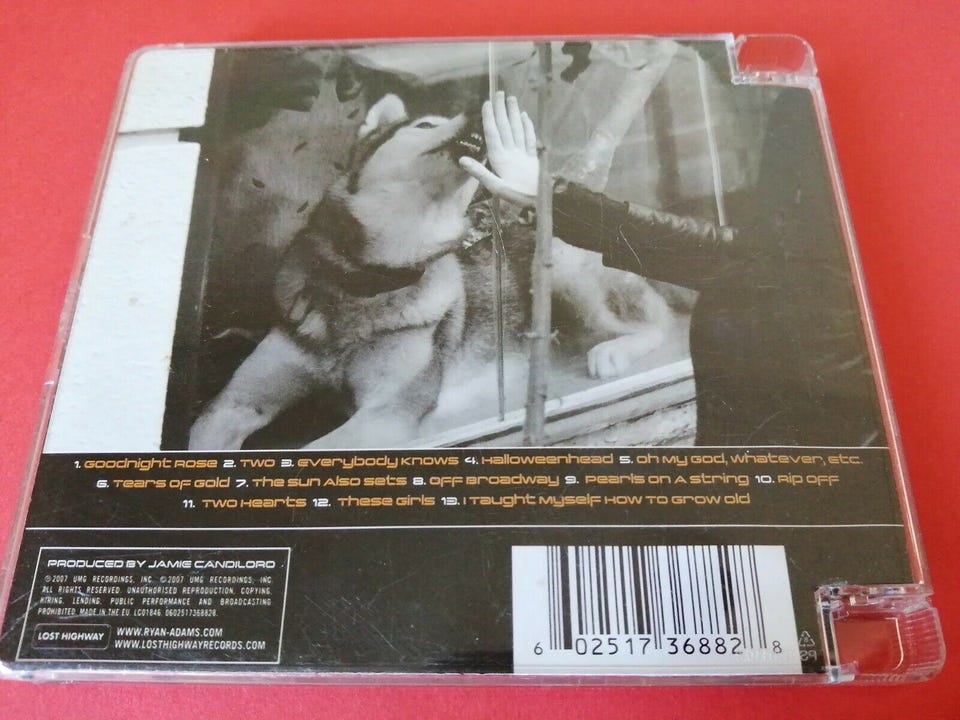 1. Goodnight Rose 2. Two 3. Everybody Knows 4. Halloweenhead 5. Oh My God, Whatever, Etc.
6. Tears of Gold 7. The Sun Also Sets 8. Off Broadway 9. Pearls on a String 10. Rip Off
11. Two Hearts 12. These Girls 13. I Taught Myself How To Grow Old
PRODUCED BY JAMIE CANDILORO
℗2007 UMG RECORDINGS, INC. ©2007 UMG RECORDINGS, INC.
ALL RIGHTS RESERVED. UNAUTHORISED REPRODUCTION, COPYING,
HIRING, LENDING, PUBLIC PERFORMANCE AND BROADCASTING
PROHIBITED. MADE IN THE EU. LC01846. 0602517368828.
LOST HIGHWAY
WWW.RYAN-ADAMS.COM
WWW.LOSTHIGHWAYRECORDS.COM
6 02517 36882 8